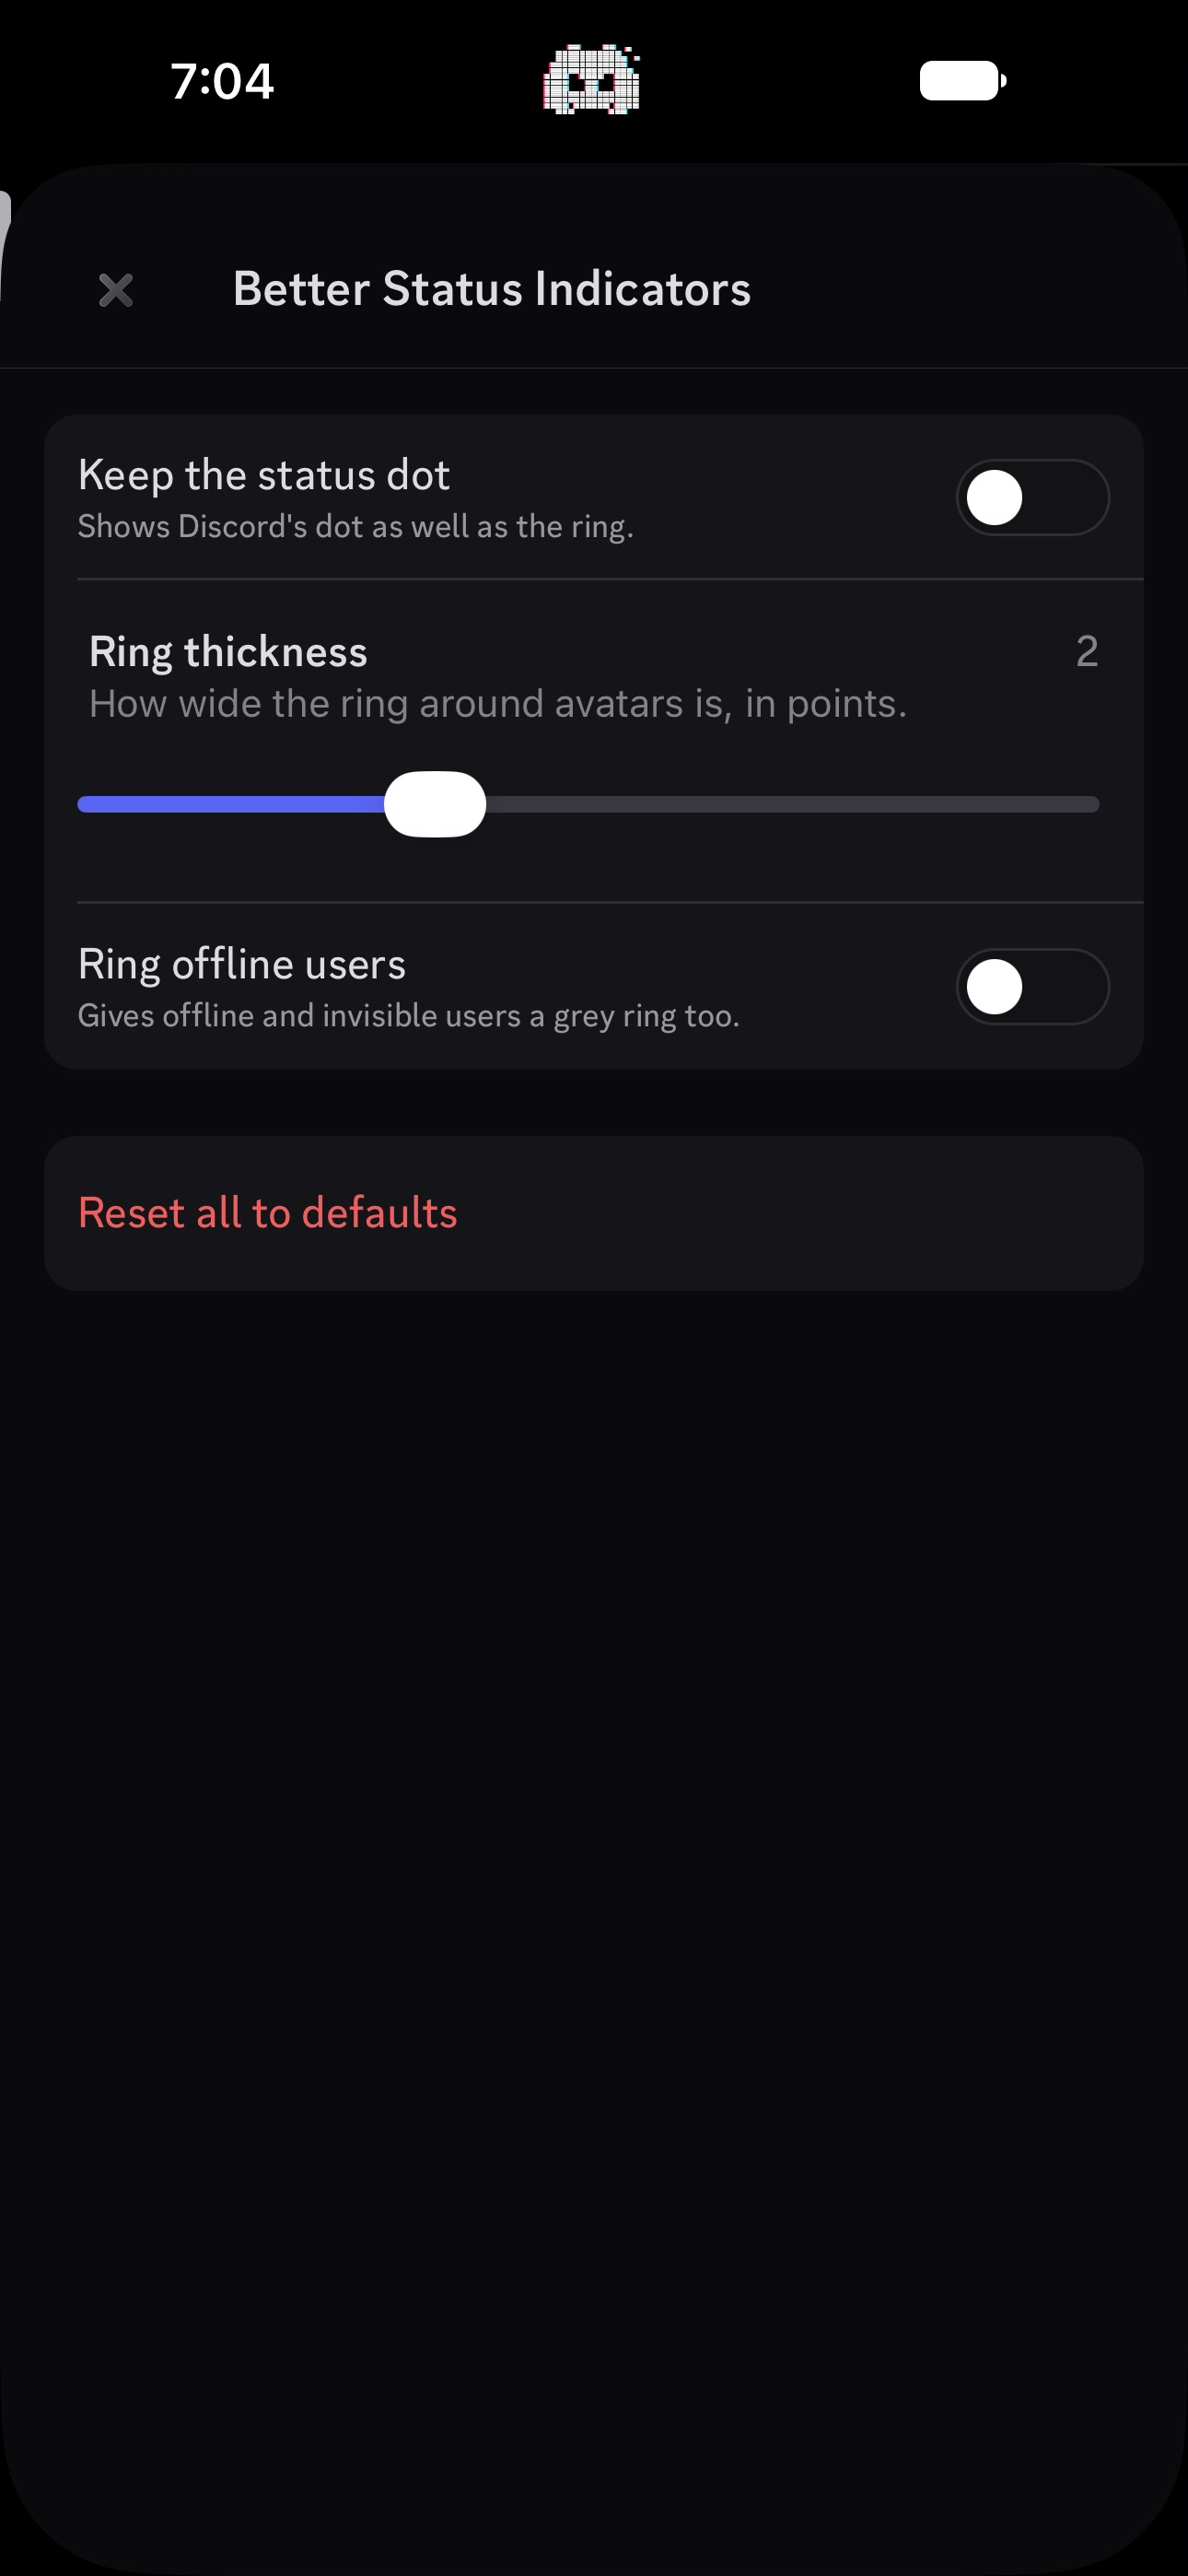 7:04
Better Status Indicators
Keep the status dot
Shows Discord's dot as well as the ring.
Ring thickness
2
How wide the ring around avatars is, in points.
Ring offline users
Gives offline and invisible users a grey ring too.
Reset all to defaults